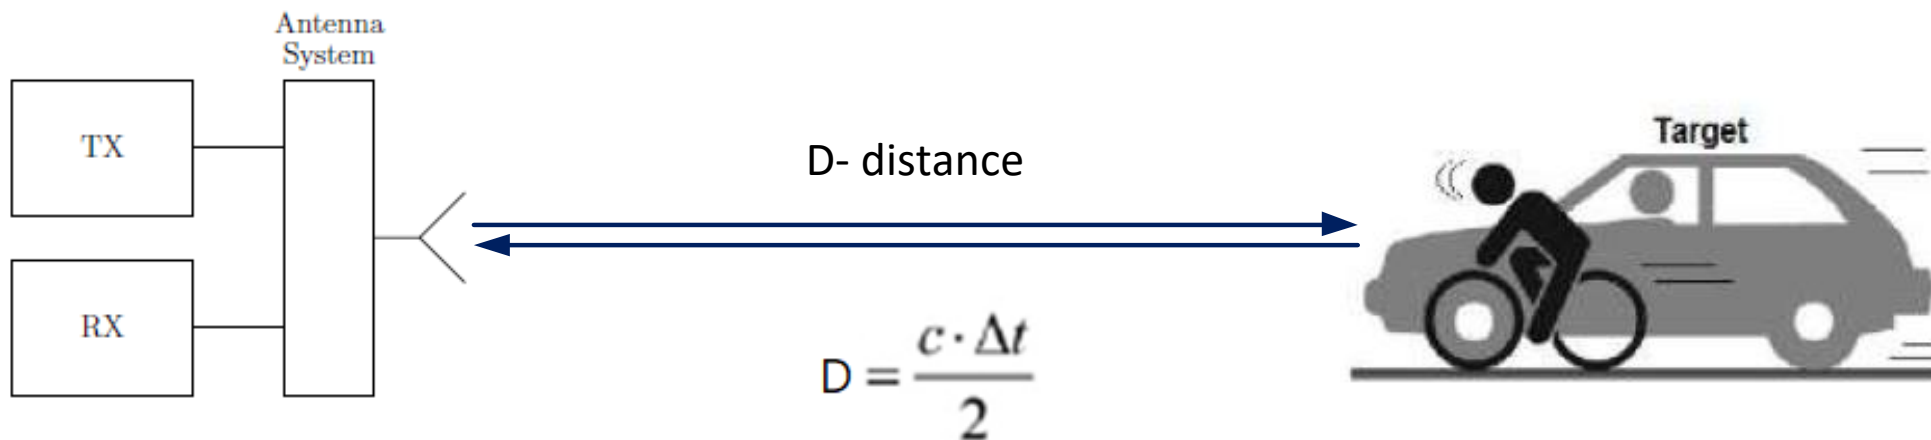 Antenna
System
TX
RX
D- distance
D = c · Δt / 2
Target